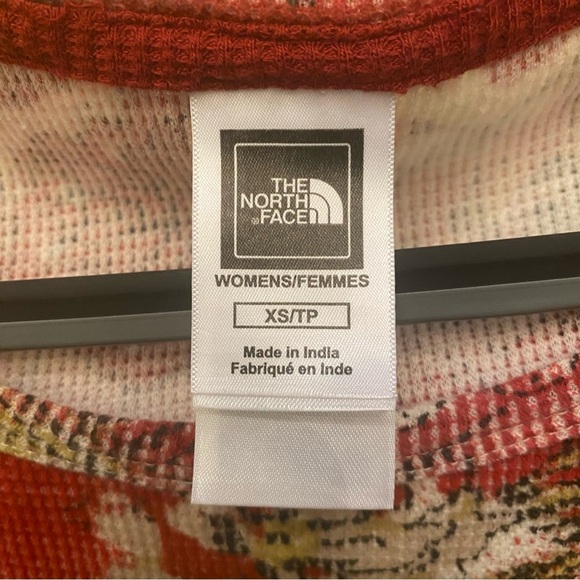 THE
NORTH
®FACE
WOMENS/FEMMES
XS/TP
Made in India
Fabriqué en Inde